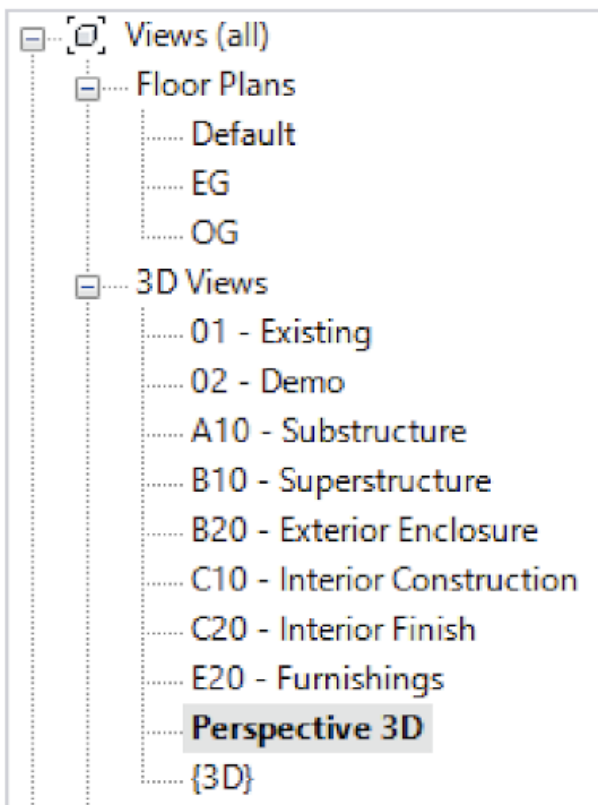 Views (all)
Floor Plans
Default
EG
OG
3D Views
01 - Existing
02 - Demo
A10 - Substructure
B10 - Superstructure
B20 - Exterior Enclosure
C10 - Interior Construction
C20 - Interior Finish
E20 - Furnishings
Perspective 3D
{3D}